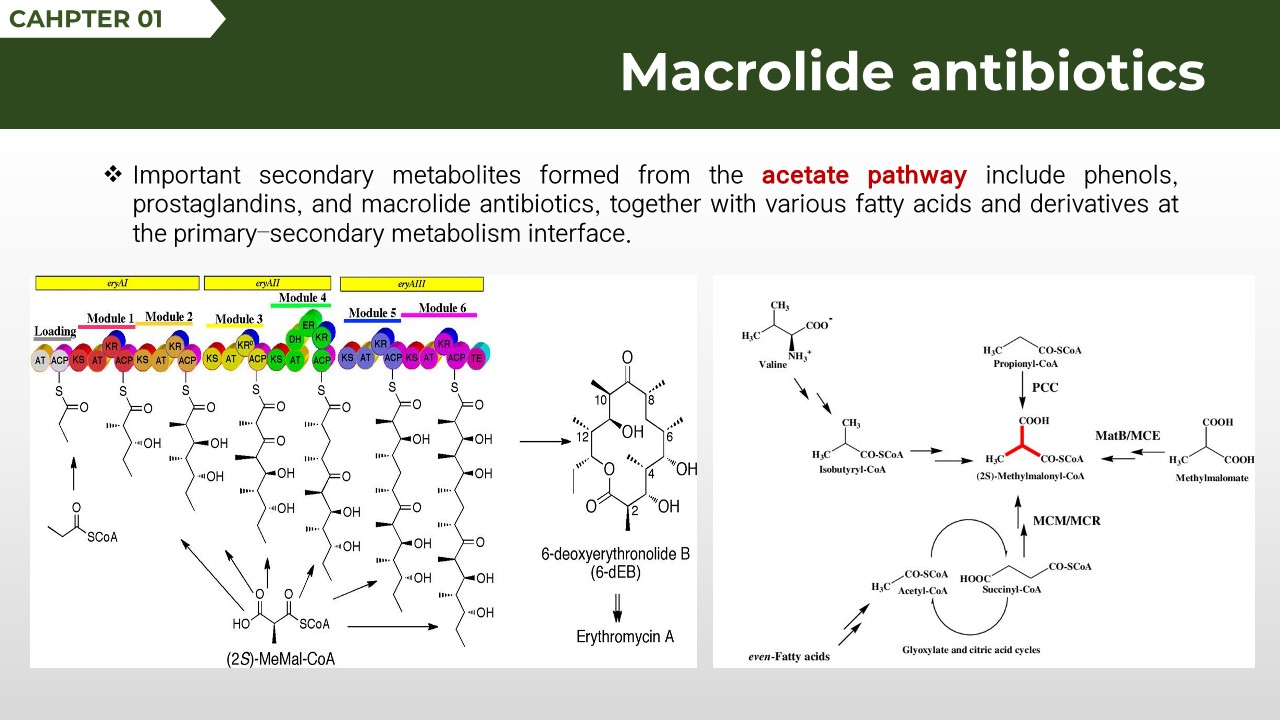 CAHPTER 01
Macrolide antibiotics
❖ Important secondary metabolites formed from the acetate pathway include phenols,
prostaglandins, and macrolide antibiotics, together with various fatty acids and derivatives at
the primary–secondary metabolism interface.
eryAI eryAII eryAIII
Module 4
Loading Module 1 Module 2 Module 3 Module 5 Module 6
ER
DH KR
KR KR KR⁰ KR KR
AT ACP KS AT ACP KS AT ACP KS AT ACP KS AT ACP KS AT ACP KS AT ACP TE
S S S S S S S
O O O O O O O
OH OH O OH OH
OH O OH
OH OH O OH
OH OH O O
OH OH OH
OH OH
O
SCoA
O O
HO SCoA
(2S)-MeMal-CoA
O
10 8
12 OH 6
O OH
4
O OH
2
6-deoxyerythronolide B
(6-dEB)
Erythromycin A
CH₃
H₃C COO⁻
NH₃⁺
Valine
CH₃
H₃C CO-SCoA
Isobutyryl-CoA
H₃C CO-SCoA
Propionyl-CoA
PCC
COOH
H₃C CO-SCoA
(2S)-Methylmalonyl-CoA
MatB/MCE
COOH
H₃C COOH
Methylmalomate
MCM/MCR
H₃C CO-SCoA
Acetyl-CoA
HOOC CO-SCoA
Succinyl-CoA
even-Fatty acids
Glyoxylate and citric acid cycles